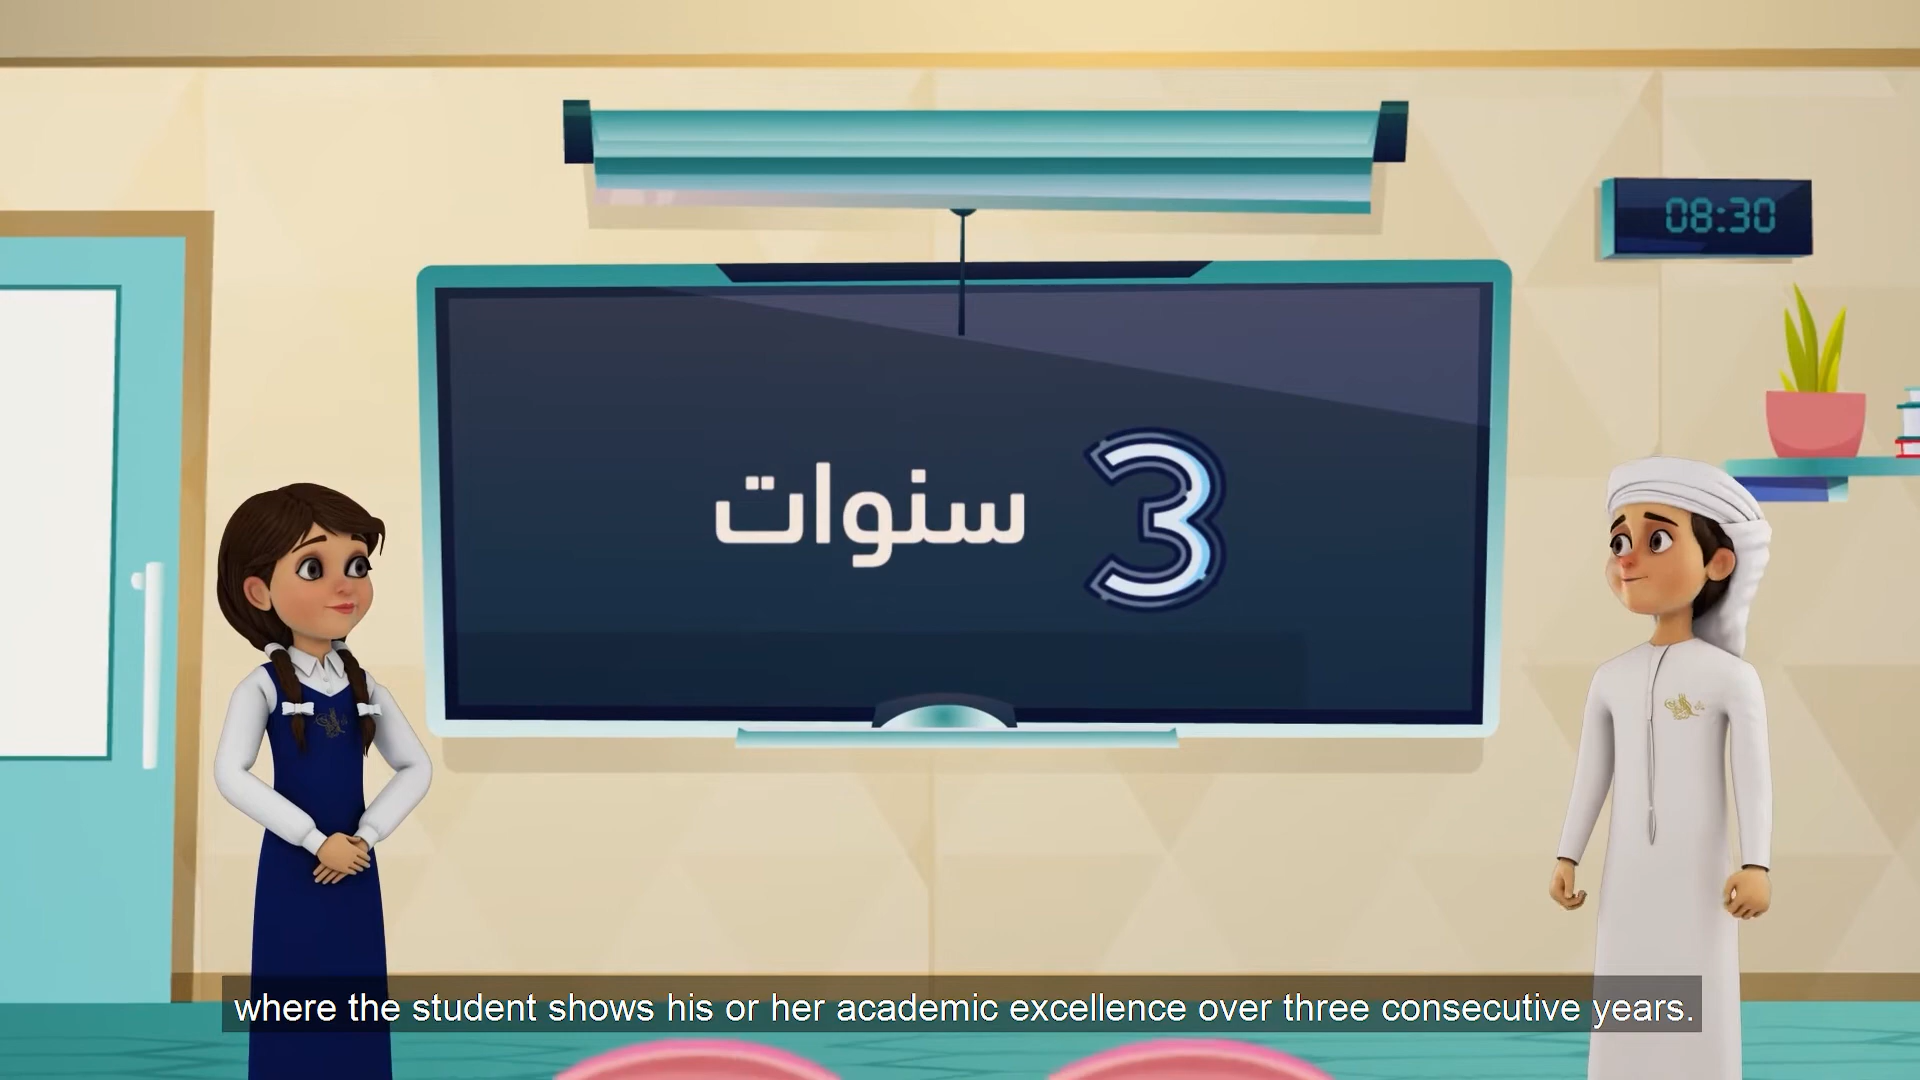 08:30
3 سنوات
where the student shows his or her academic excellence over three consecutive years.